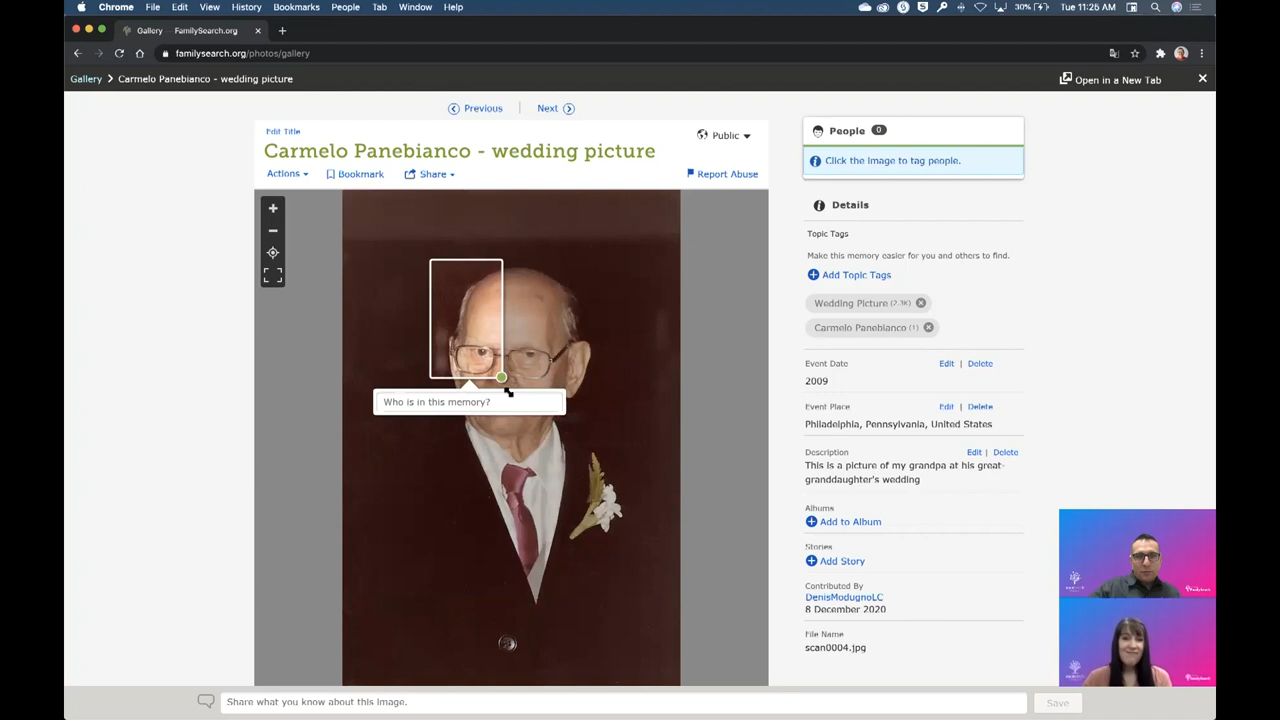 Chrome File Edit View History Bookmarks People Tab Window Help 30% Tue 11:25 AM
Gallery — FamilySearch.org
familysearch.org/photos/gallery
Gallery Carmelo Panebianco - wedding picture Open in a New Tab
Previous | Next
Edit Title
Public
Carmelo Panebianco - wedding picture
Actions Bookmark Share Report Abuse
Who is in this memory?
People 0
Click the image to tag people.
Details
Topic Tags
Make this memory easier for you and others to find.
Add Topic Tags
Wedding Picture (2.1K)
Carmelo Panebianco (1)
Event Date Edit | Delete
2009
Event Place Edit | Delete
Philadelphia, Pennsylvania, United States
Description Edit | Delete
This is a picture of my grandpa at his great-
granddaughter's wedding
Albums
Add to Album
Stories
Add Story
Contributed By
DenisModugnoLC
8 December 2020
File Name
scan0004.jpg
Share what you know about this image.
Save